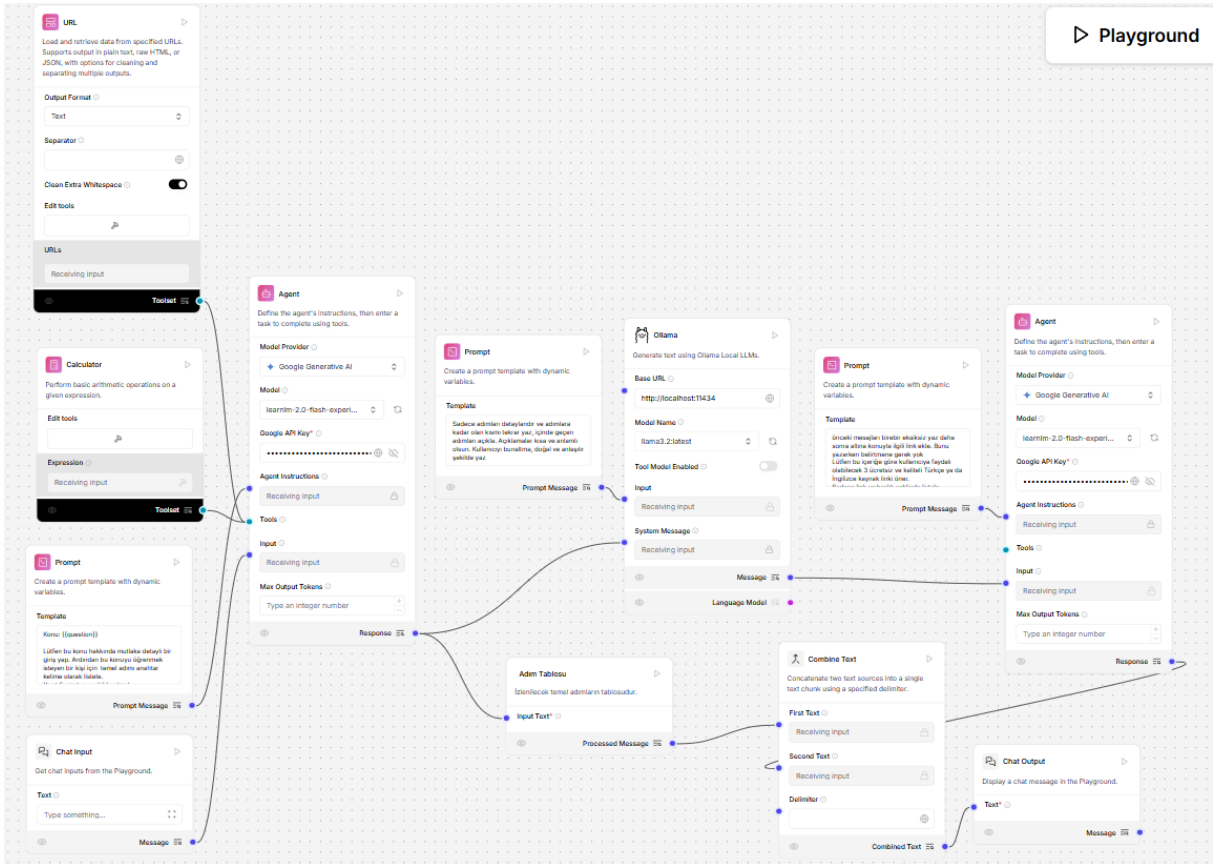 URL
Load and retrieve data from specified URLs.
Supports output in plain text, raw HTML, or
JSON, with options for cleaning and
separating multiple outputs.
Output Format
Text
Separator
Clean Extra Whitespace
Edit tools
URLs
Receiving input
Toolset
Calculator
Perform basic arithmetic operations on a
given expression.
Edit tools
Expression
Receiving input
Toolset
Prompt
Create a prompt template with dynamic
variables.
Template
Konu: {{question}}
Lütfen bu konu hakkında mutlaka detaylı bir
giriş yap. Ardından bu konuyu öğrenmek
isteyen bir kişi için temel adımı anahtar
kelime olarak listele.
Prompt Message
Chat Input
Get chat inputs from the Playground.
Text
Type something...
Message
Agent
Define the agent's instructions, then enter a
task to complete using tools.
Model Provider
Google Generative AI
Model
learnlm-2.0-flash-experi...
Google API Key*
Agent Instructions
Receiving input
Tools
Input
Receiving input
Max Output Tokens
Type an integer number
Response
Prompt
Create a prompt template with dynamic
variables.
Template
Sadece adımları detaylandır ve adımlara
kadar olan kısmı tekrar yaz, içinde geçen
adımları açıkla. Açıklamalar kısa ve anlamlı
olsun. Kullanıcıyı bunaltma, doğal ve anlaşılır
şekilde yaz
Prompt Message
Adım Tablosu
İzlenilecek temel adımların tablosudur.
Input Text*
Processed Message
Ollama
Generate text using Ollama Local LLMs.
Base URL
http://localhost:11434
Model Name
llama3.2:latest
Tool Model Enabled
Input
Receiving input
System Message
Receiving input
Message
Language Model
Combine Text
Concatenate two text sources into a single
text chunk using a specified delimiter.
First Text
Receiving input
Second Text
Receiving input
Delimiter
Combined Text
Prompt
Create a prompt template with dynamic
variables.
Template
önceki mesajları birebir eksiksiz yaz daha
sonra altına konuyla ilgili link ekle. Bunu
yazarken belirtmene gerek yok
Lütfen bu içeriğe göre kullanıcıya faydalı
olabilecek 3 ücretsiz ve kaliteli Türkçe ya da
İngilizce kaynak linki öner.
Prompt Message
Playground
Agent
Define the agent's instructions, then enter a
task to complete using tools.
Model Provider
Google Generative AI
Model
learnlm-2.0-flash-experi...
Google API Key*
Agent Instructions
Receiving input
Tools
Input
Receiving input
Max Output Tokens
Type an integer number
Response
Chat Output
Display a chat message in the Playground.
Text*
Message